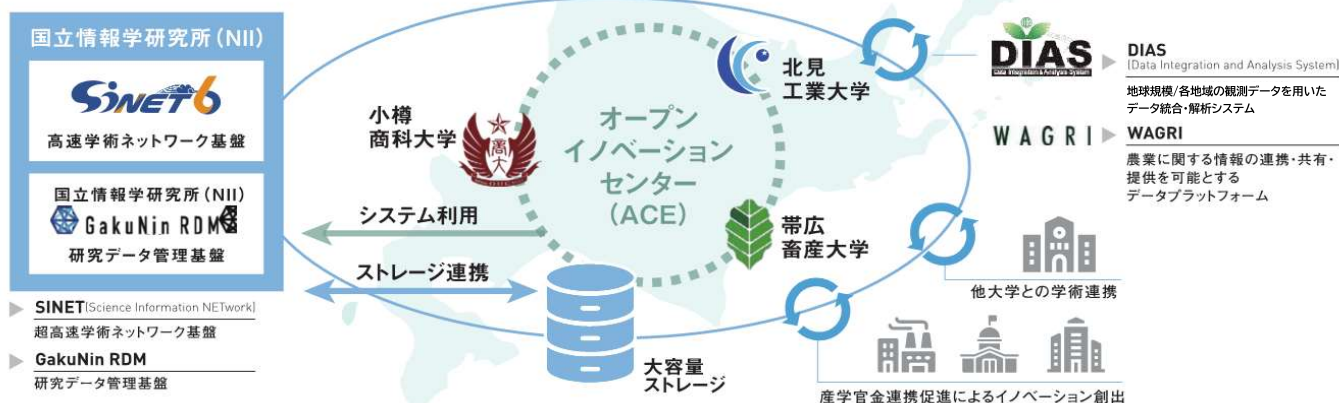 国立情報学研究所(NII)
SiNET6
高速学術ネットワーク基盤
国立情報学研究所(NII)
GakuNin RDM
研究データ管理基盤
▶ SINET(Science Information NETwork)
超高速学術ネットワーク基盤
▶ GakuNin RDM
研究データ管理基盤
小樽
商科大学
商大
オープン
イノベーション
センター
(ACE)
北見
工業大学
帯広
畜産大学
システム利用
ストレージ連携
大容量
ストレージ
DIAS
Data Integration & Analysis System
▶ DIAS
(Data Integration and Analysis System)
地球規模/各地域の観測データを用いた
データ統合・解析システム
WAGRI
▶ WAGRI
農業に関する情報の連携・共有・
提供を可能とする
データプラットフォーム
他大学との学術連携
産学官金連携促進によるイノベーション創出